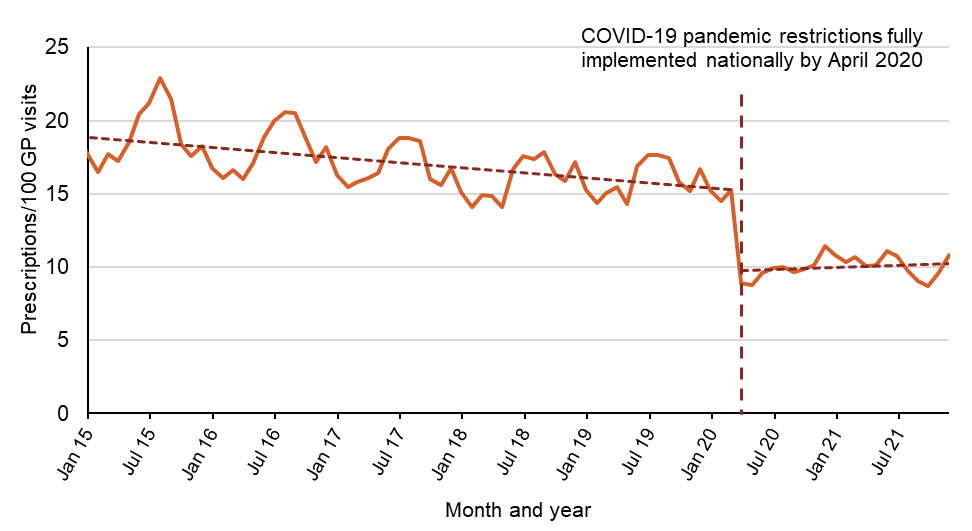 COVID-19 pandemic restrictions fully
implemented nationally by April 2020
Prescriptions/100 GP visits
25
20
15
10
5
0
Jan 15
Jul 15
Jan 16
Jul 16
Jan 17
Jul 17
Jan 18
Jul 18
Jan 19
Jul 19
Jan 20
Jul 20
Jan 21
Jul 21
Month and year